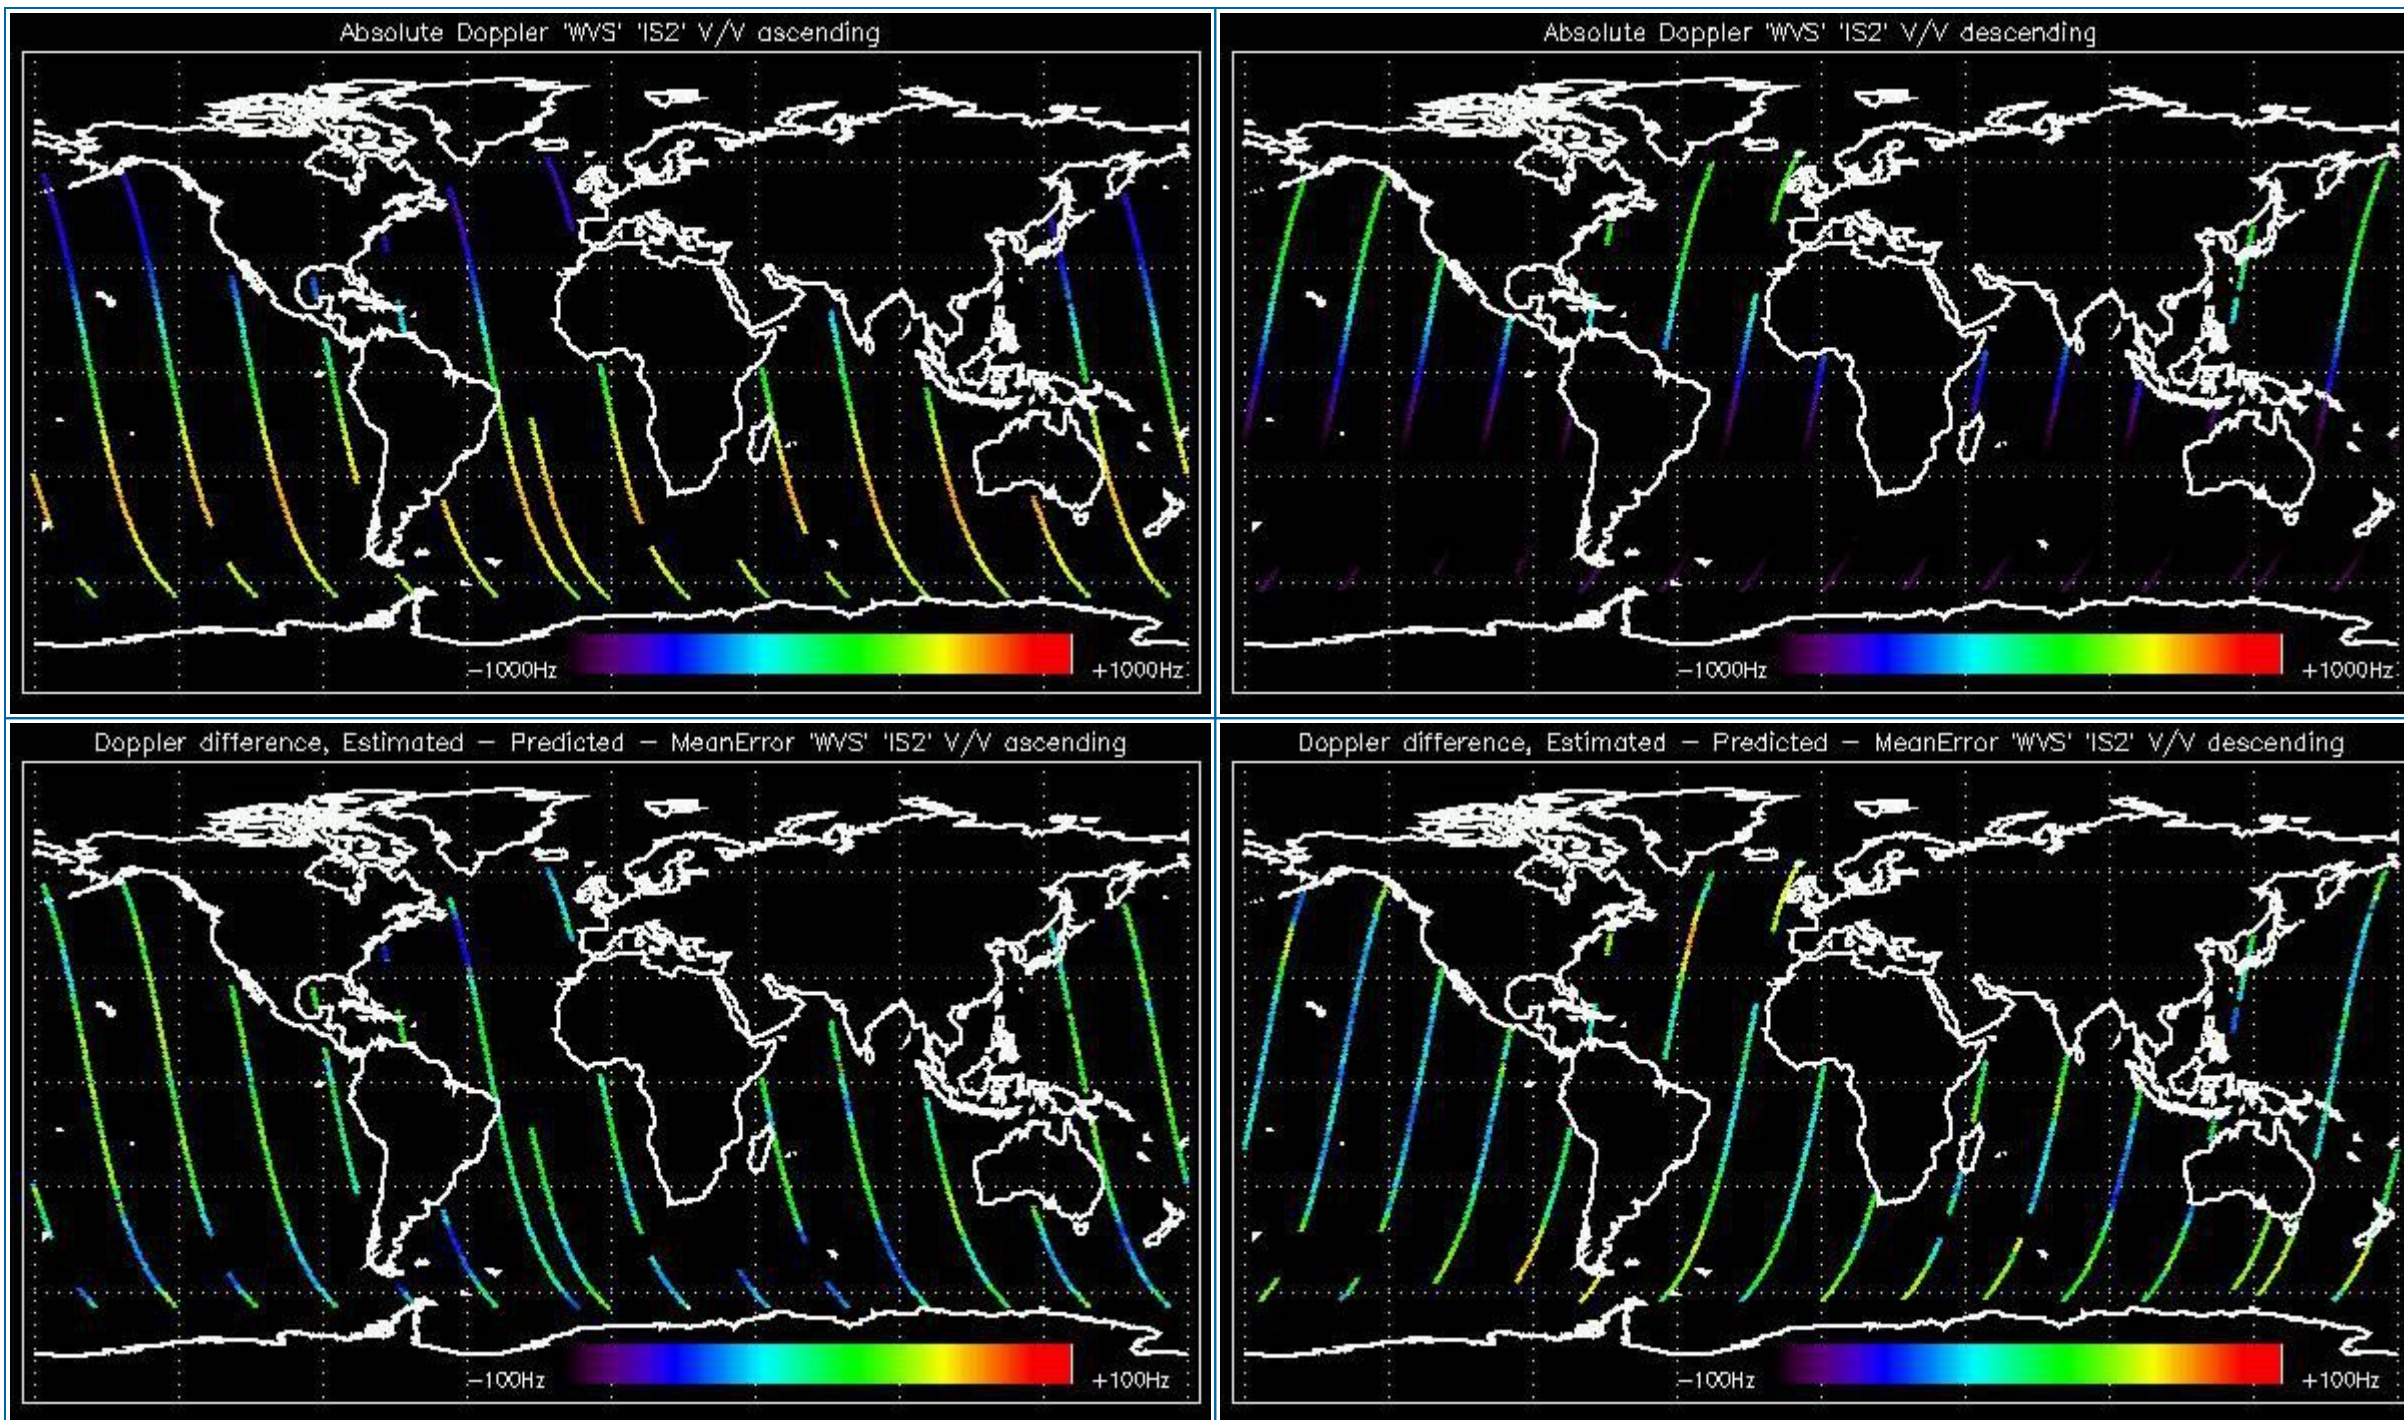 Absolute Doppler 'WVS' 'IS2' V/V ascending
-1000Hz +1000Hz
Absolute Doppler 'WVS' 'IS2' V/V descending
-1000Hz +1000Hz
Doppler difference, Estimated - Predicted - MeanError 'WVS' 'IS2' V/V ascending
-100Hz +100Hz
Doppler difference, Estimated - Predicted - MeanError 'WVS' 'IS2' V/V descending
-100Hz +100Hz